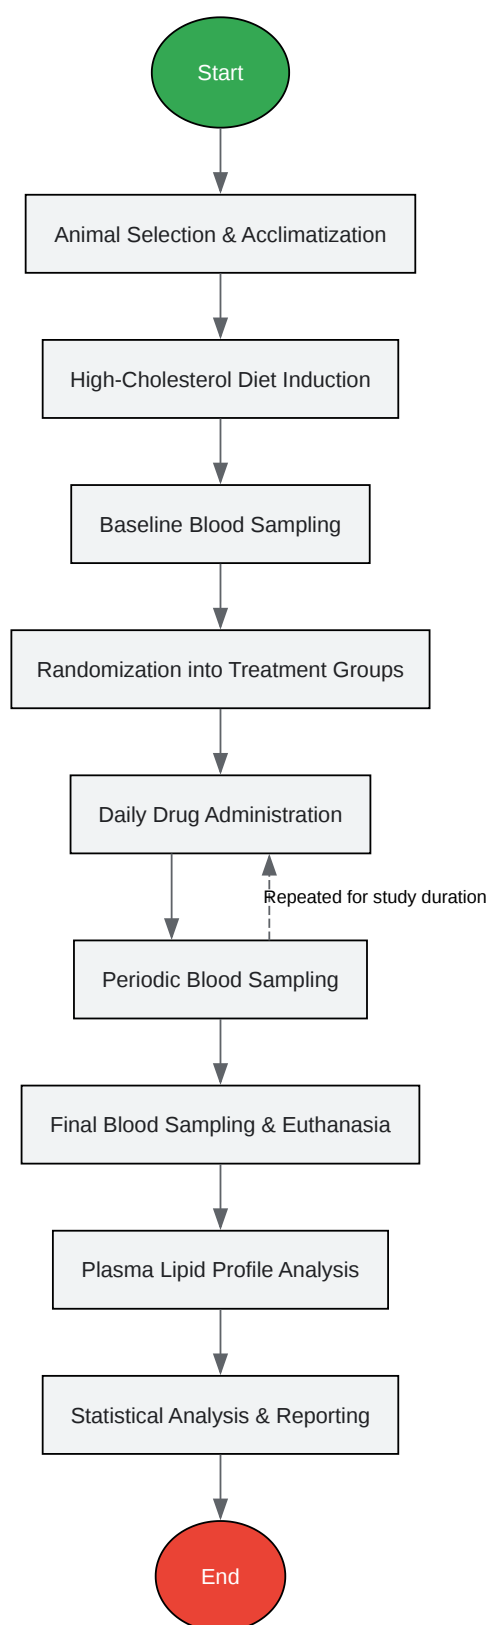 Start
Animal Selection & Acclimatization
High-Cholesterol Diet Induction
Baseline Blood Sampling
Randomization into Treatment Groups
Daily Drug Administration
Repeated for study duration
Periodic Blood Sampling
Final Blood Sampling & Euthanasia
Plasma Lipid Profile Analysis
Statistical Analysis & Reporting
End